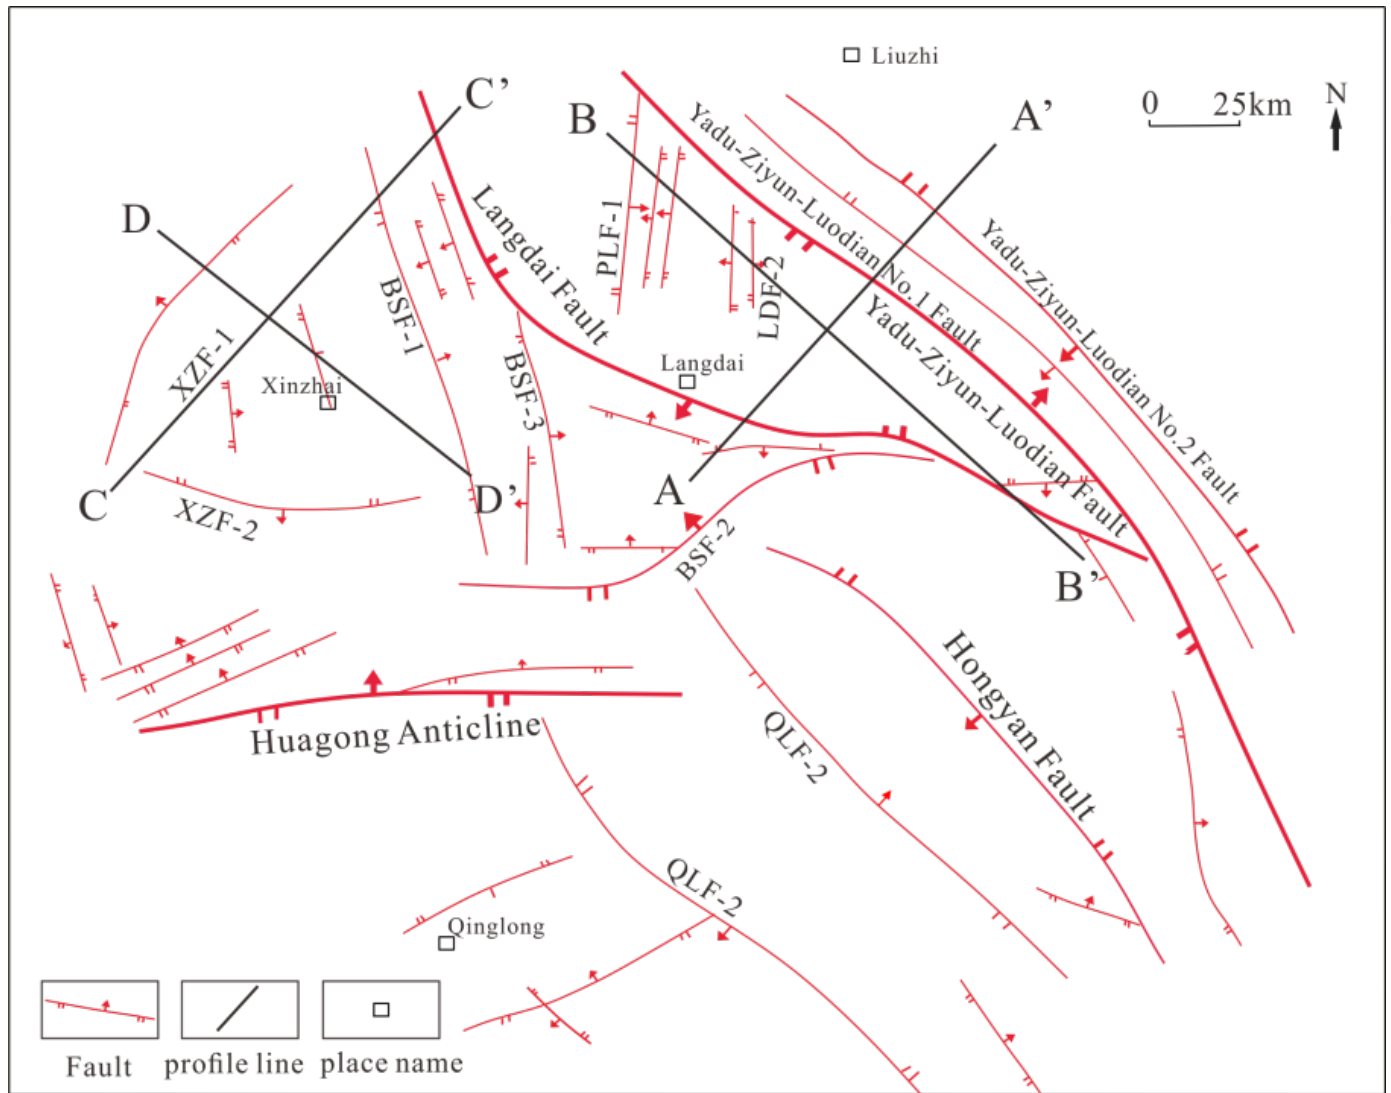 Liuzhi
C'
B
A'
0 25km
N
Yadu-Ziyun-Luodian No.1 Fault
Yadu-Ziyun-Luodian No.2 Fault
Yadu-Ziyun-Luodian Fault
D
Langdai Fault
PLF-1
LDF-2
BSF-1
XZF-1
Xinzhai
BSF-3
Langdai
C
D'
A
XZF-2
BSF-2
B'
Huagong Anticline
Hongyan Fault
QLF-2
QLF-2
Qinglong
Fault
profile line
place name